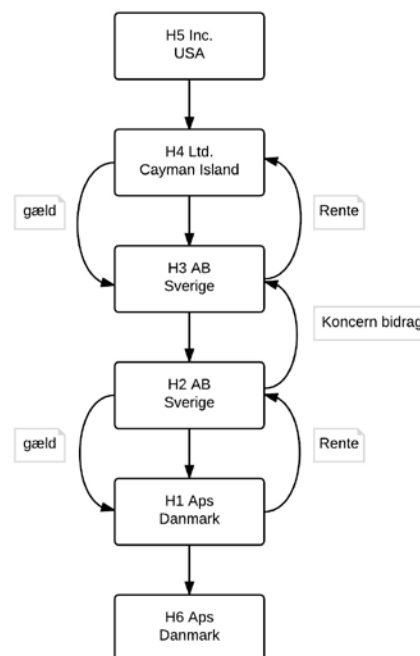 H5 Inc.
USA
H4 Ltd.
Cayman Island
gæld
Rente
H3 AB
Sverige
Koncern bidrag
H2 AB
Sverige
gæld
Rente
H1 Aps
Danmark
H6 Aps
Danmark